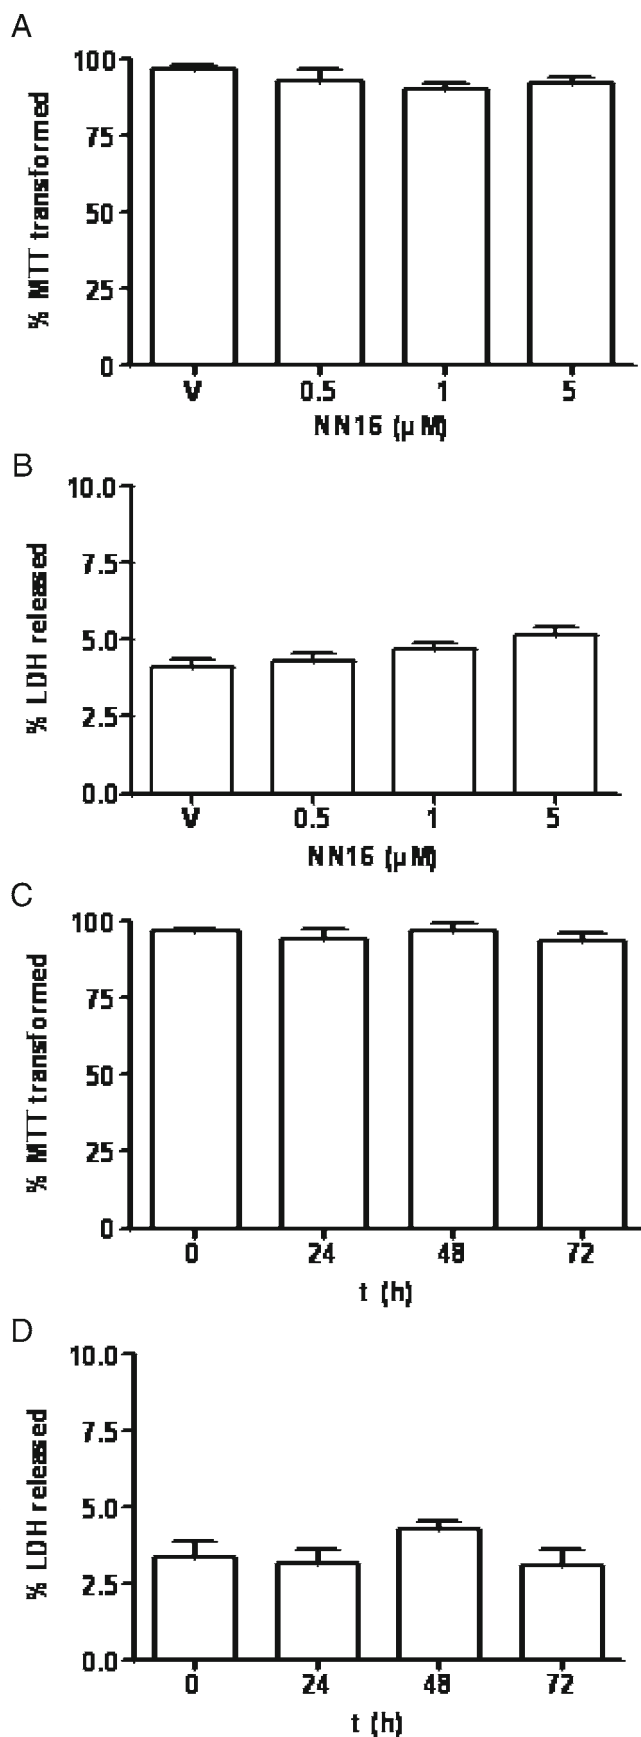 A
% MTT transformed
100
75
50
25
0
V 0.5 1 5
NN16 (µM)
B
% LDH released
10.0
7.5
5.0
2.5
0.0
V 0.5 1 5
NN16 (µM)
C
% MTT transformed
100
75
50
25
0
0 24 48 72
t (h)
D
% LDH released
10.0
7.5
5.0
2.5
0.0
0 24 48 72
t (h)